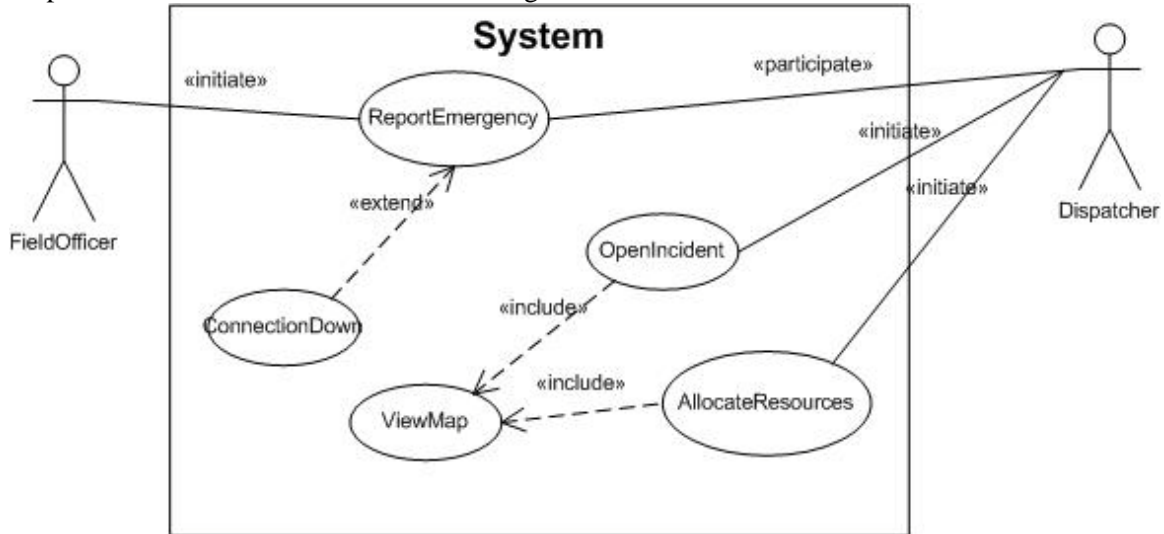 System
«initiate»
«participate»
ReportEmergency
«initiate»
«initiate»
«extend»
Dispatcher
FieldOfficer
OpenIncident
«include»
ConnectionDown
«include»
AllocateResources
ViewMap